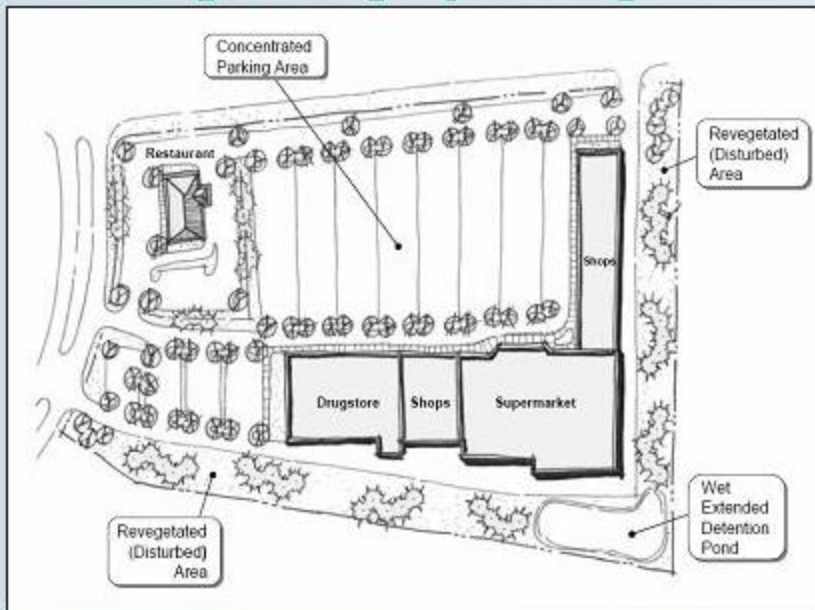 Concentrated
Parking Area
Restaurant
Revegetated
(Disturbed)
Area
Shops
Drugstore
Shops
Supermarket
Wet
Extended
Detention
Pond
Revegetated
(Disturbed)
Area